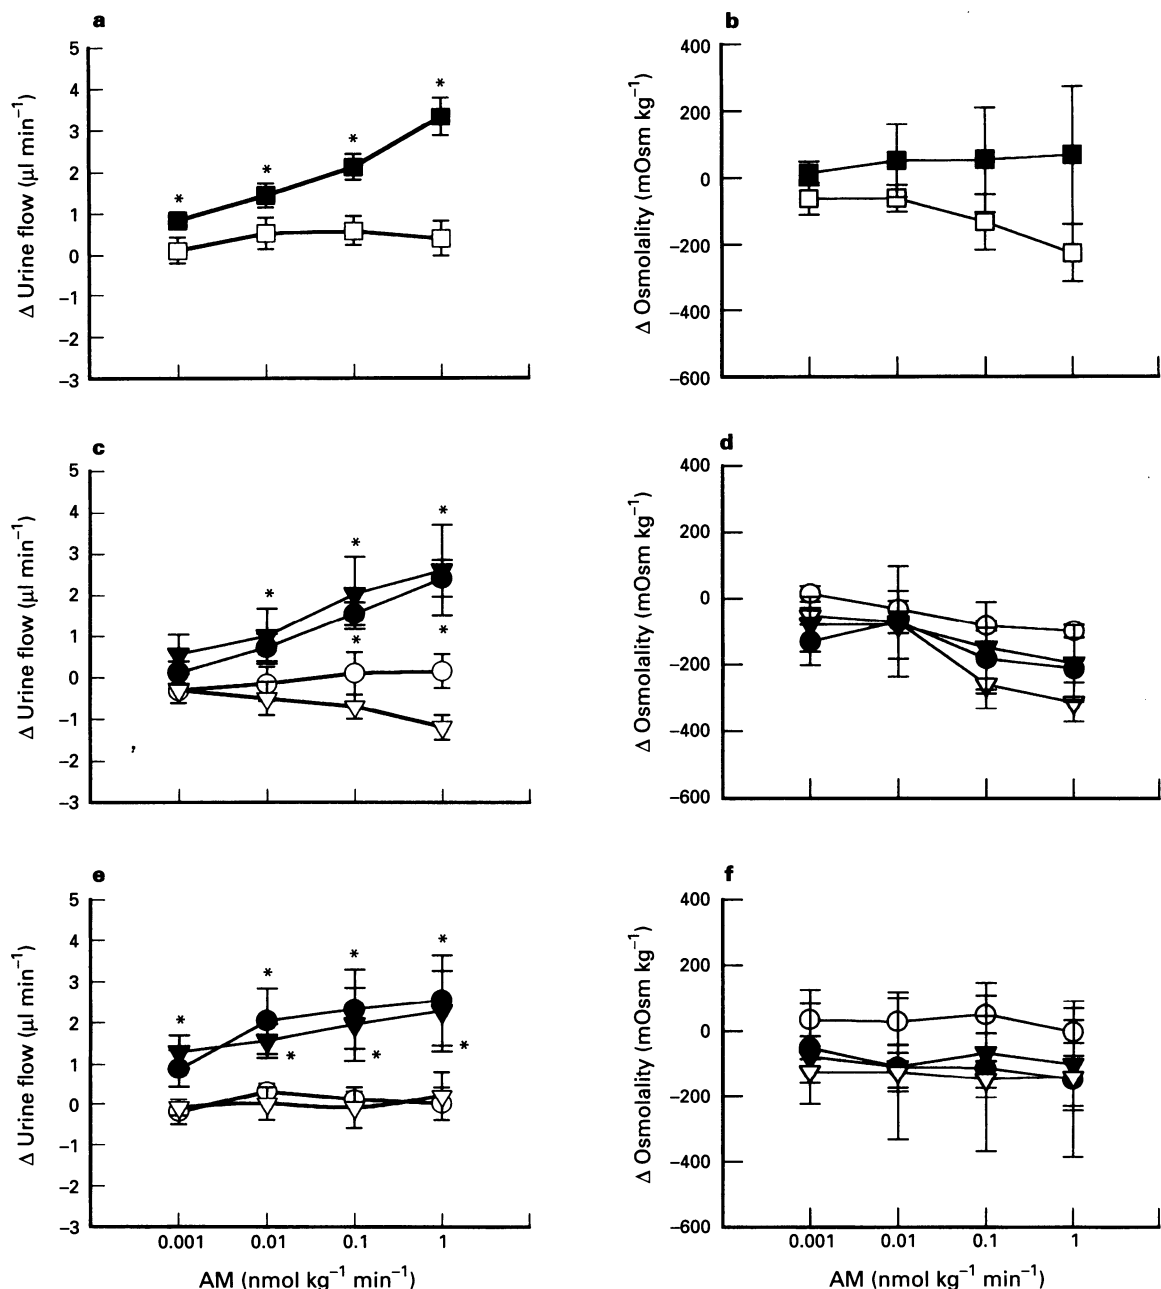 a
5
4
3
2
1
0
−1
−2
−3
Δ Urine flow (μl min−1)
* * * *
b
400
200
0
−200
−400
−600
Δ Osmolality (mOsm kg−1)
c
5
4
3
2
1
0
−1
−2
−3
Δ Urine flow (μl min−1)
* * *
* *
,
d
400
200
0
−200
−400
−600
Δ Osmolality (mOsm kg−1)
e
5
4
3
2
1
0
−1
−2
−3
Δ Urine flow (μl min−1)
* * * *
* * *
0.001 0.01 0.1 1
AM (nmol kg−1 min−1)
f
400
200
0
−200
−400
−600
Δ Osmolality (mOsm kg−1)
0.001 0.01 0.1 1
AM (nmol kg−1 min−1)